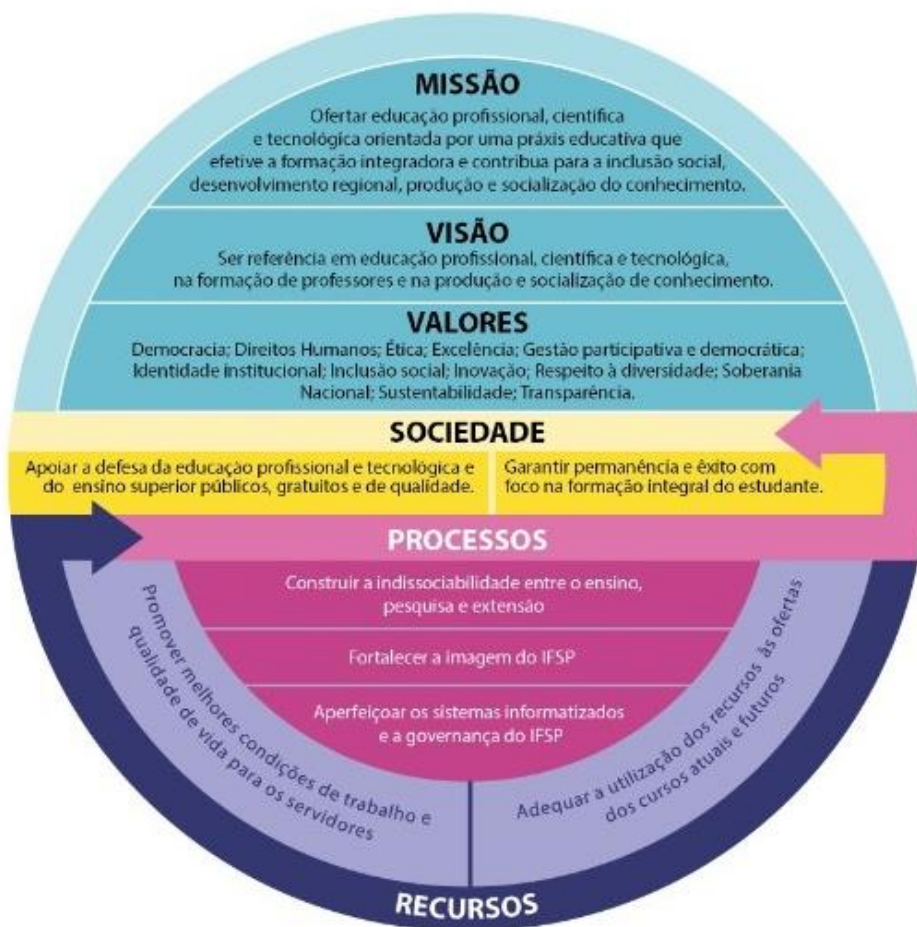 MISSÃO
Ofertar educação profissional, científica
e tecnológica orientada por uma práxis educativa que
efetive a formação integradora e contribua para a inclusão social,
desenvolvimento regional, produção e socialização do conhecimento.
VISÃO
Ser referência em educação profissional, científica e tecnológica,
na formação de professores e na produção e socialização de conhecimento.
VALORES
Democracia; Direitos Humanos; Ética; Excelência; Gestão participativa e democrática;
Identidade institucional; Inclusão social; Inovação; Respeito à diversidade; Soberania
Nacional; Sustentabilidade; Transparência.
SOCIEDADE
Apoiar a defesa da educação profissional e tecnológica e
do ensino superior públicos, gratuitos e de qualidade.
Garantir permanência e êxito com
foco na formação integral do estudante.
PROCESSOS
Construir a indissociabilidade entre o ensino,
pesquisa e extensão
Fortalecer a imagem do IFSP
Aperfeiçoar os sistemas informatizados
e a governança do IFSP
Promover melhores condições de trabalho e
qualidade de vida para os servidores
Adequar a utilização dos recursos às ofertas
dos cursos atuais e futuros
RECURSOS